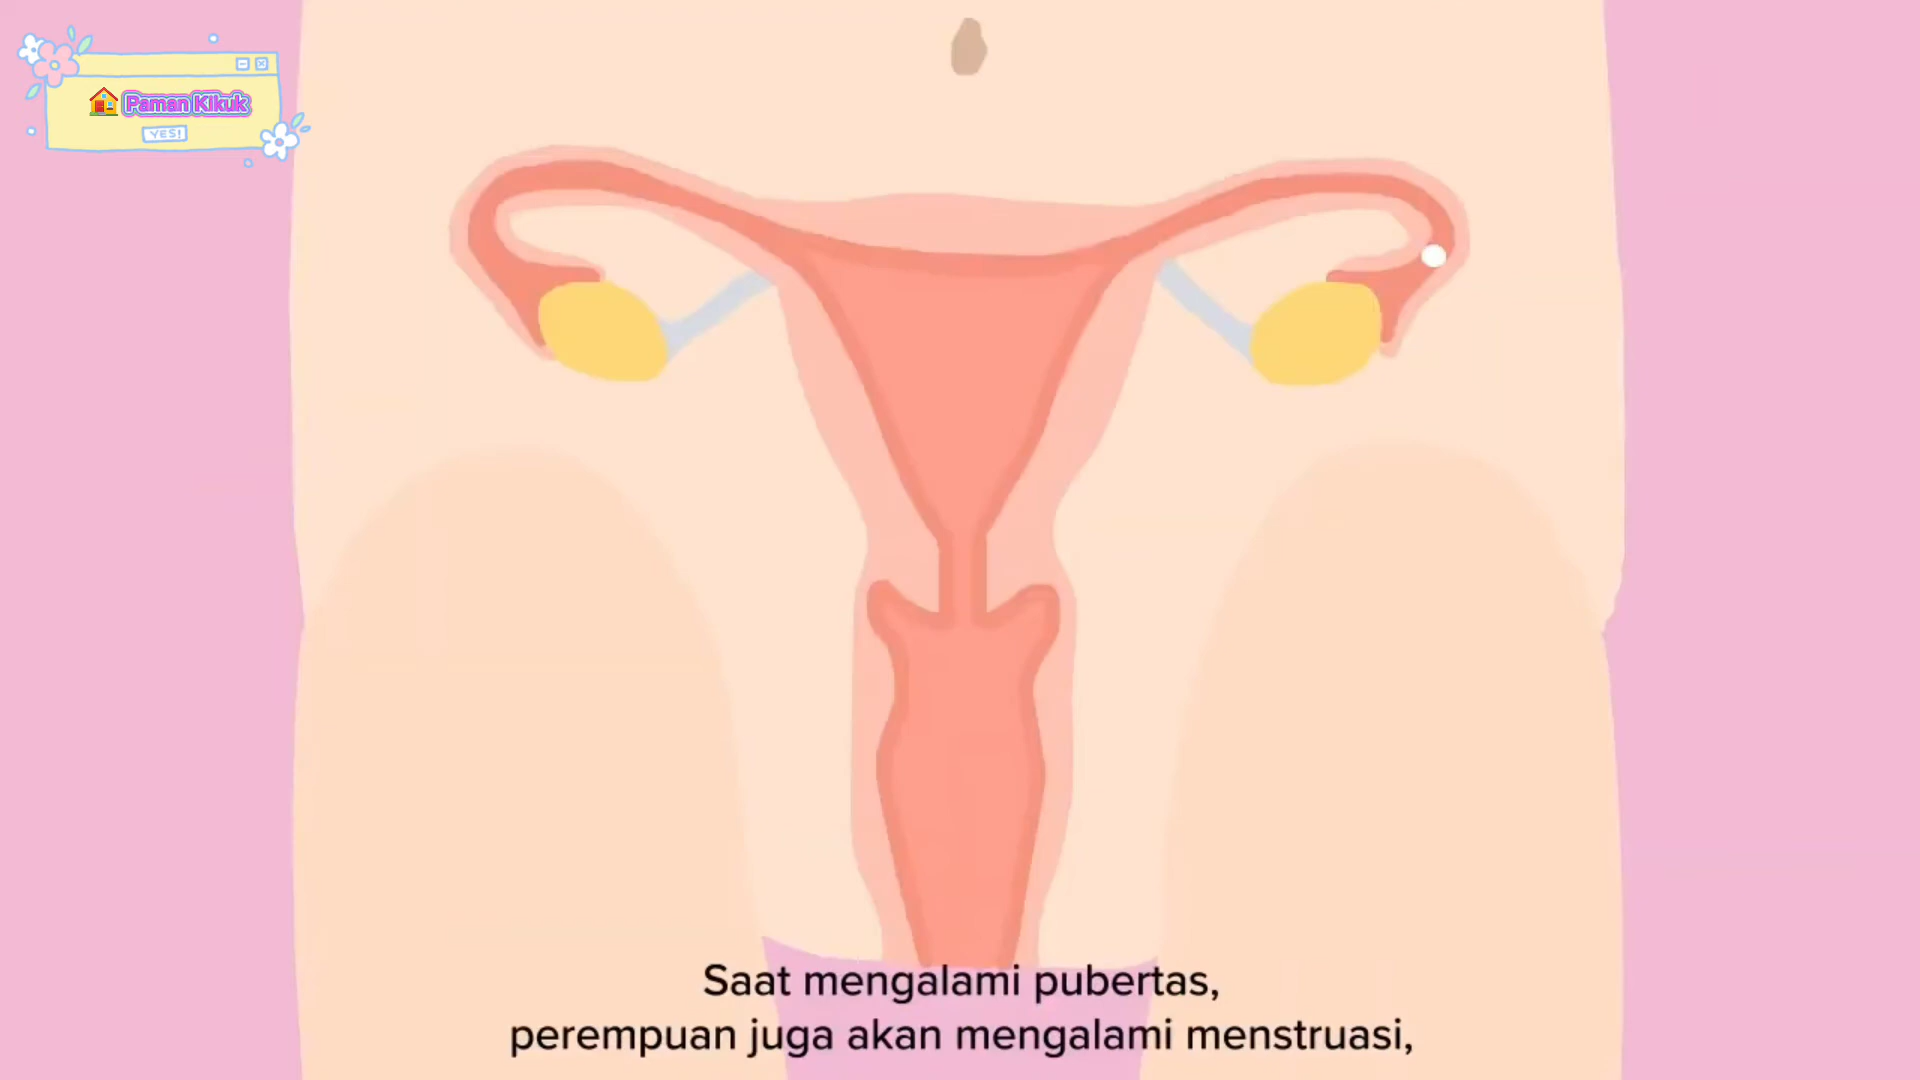 Paman Kikuk
YES!
Saat mengalami pubertas,
perempuan juga akan mengalami menstruasi,